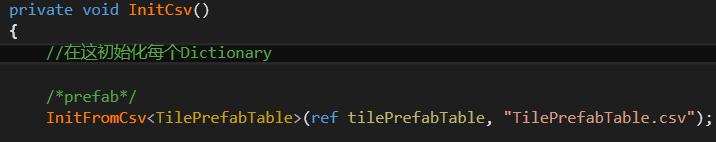 private void InitCsv()
{
//在这初始化每个Dictionary
/*prefab*/
InitFromCsv<TilePrefabTable>(ref tilePrefabTable, "TilePrefabTable.csv");